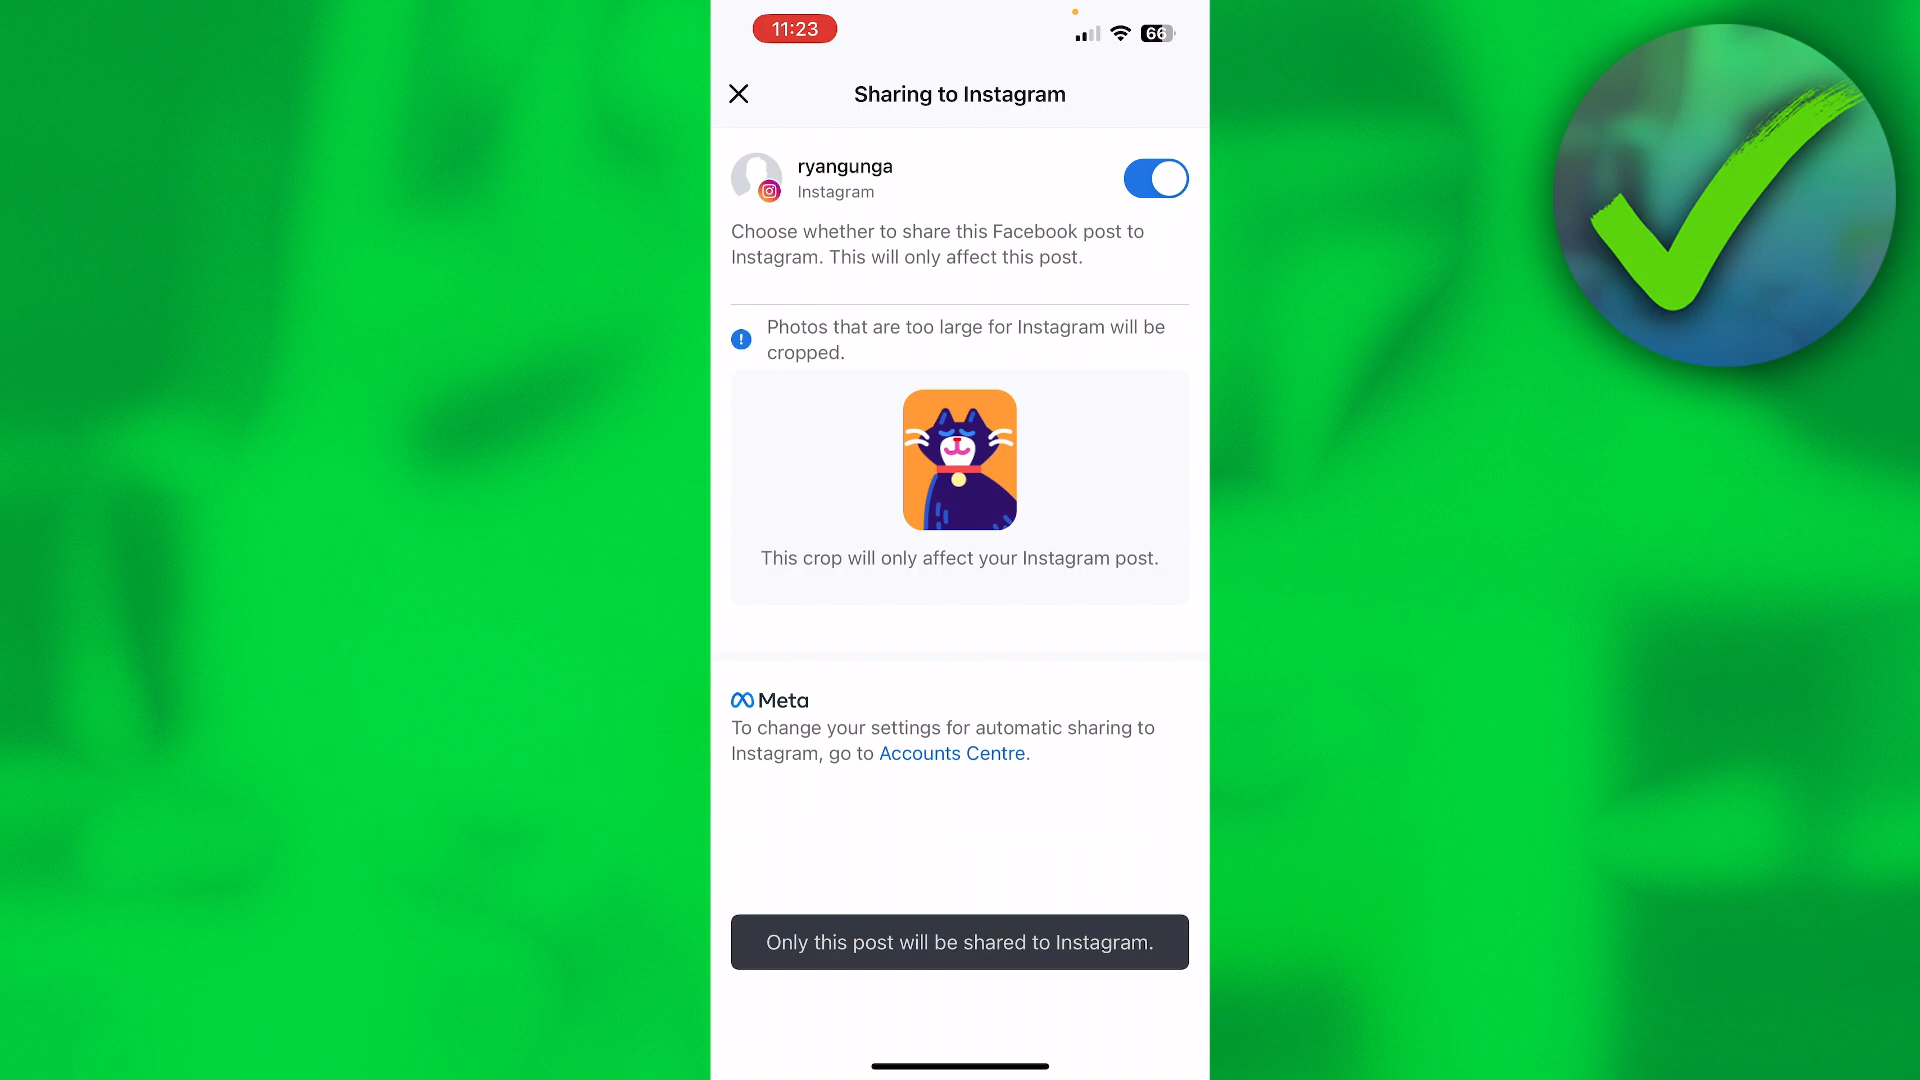 11:23
66
Sharing to Instagram
ryangunga
Instagram
Choose whether to share this Facebook post to
Instagram. This will only affect this post.
Photos that are too large for Instagram will be
cropped.
This crop will only affect your Instagram post.
Meta
To change your settings for automatic sharing to
Instagram, go to Accounts Centre.
Only this post will be shared to Instagram.